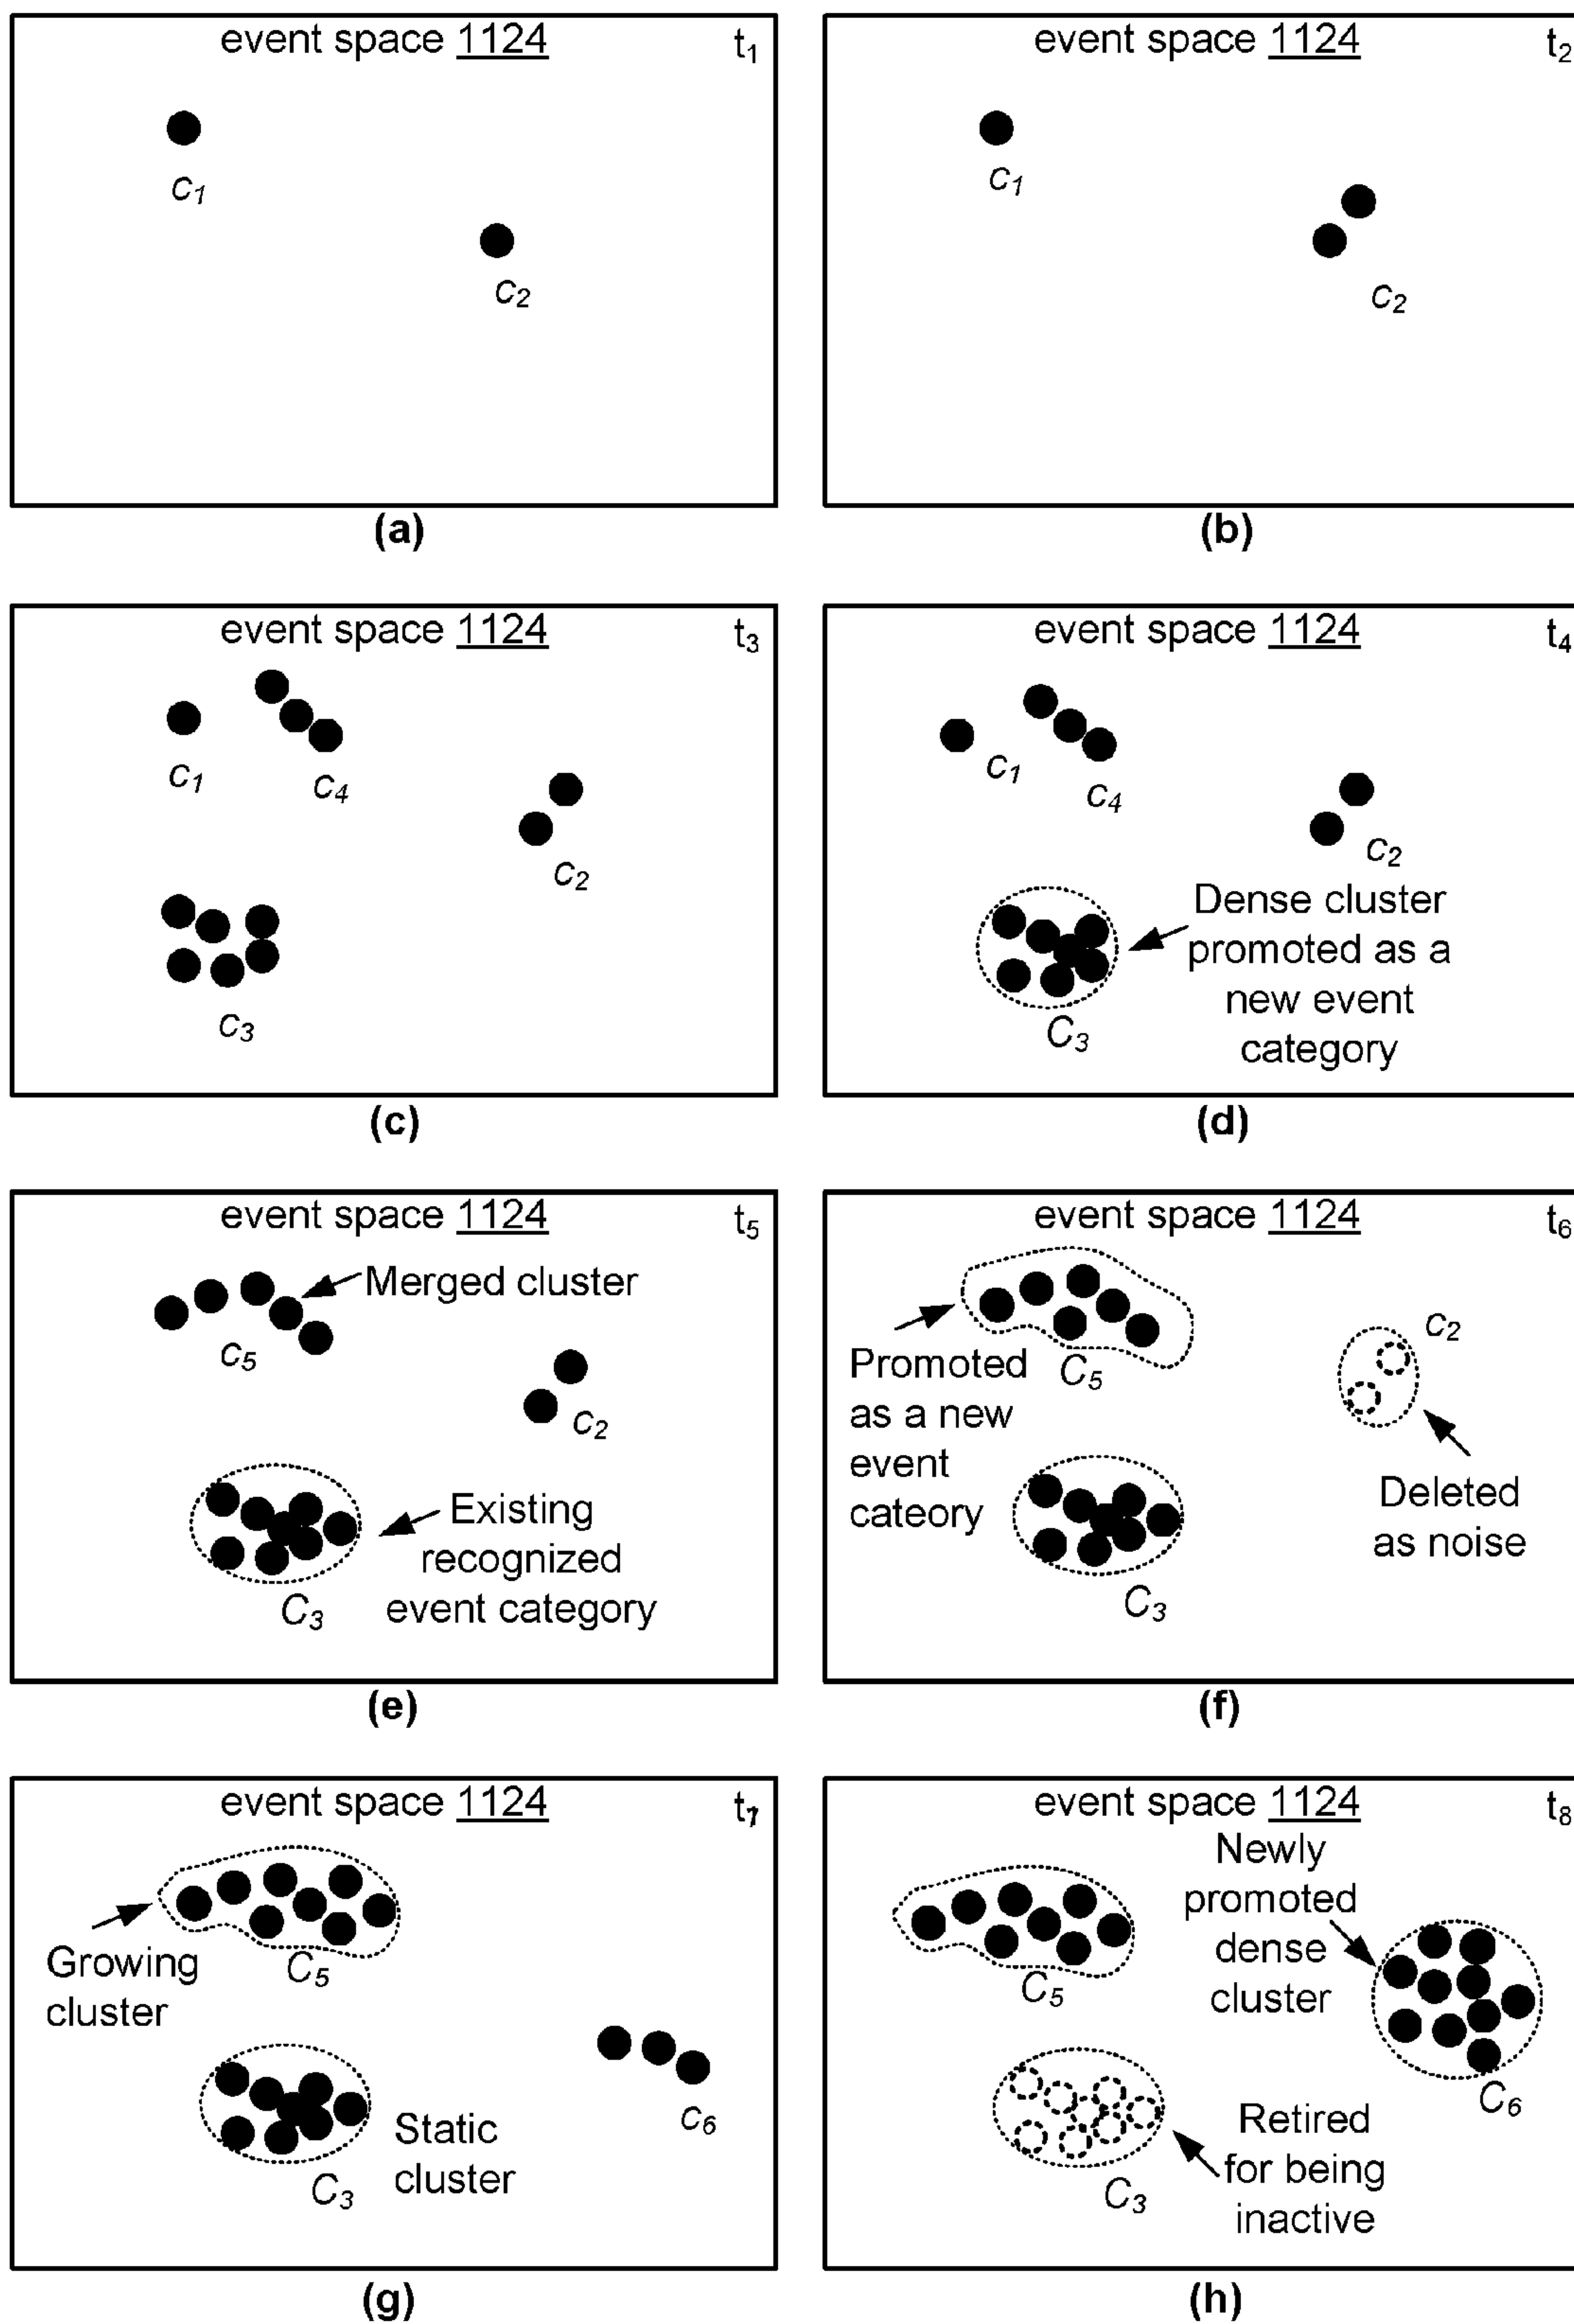 event space 1124 t1
c1
c2
(a)
event space 1124 t2
c1
c2
(b)
event space 1124 t3
c1
c4
c2
c3
(c)
event space 1124 t4
c1
c4
c2
Dense cluster
promoted as a
new event
category
C3
(d)
event space 1124 t5
Merged cluster
c5
c2
Existing
recognized
event category
C3
(e)
event space 1124 t6
c2
Promoted
as a new
event
cateory
C5
Deleted
as noise
C3
(f)
event space 1124 t7
Growing
cluster
C5
c6
Static
cluster
C3
(g)
event space 1124 t8
Newly
promoted
dense
cluster
C5
C6
Retired
for being
inactive
C3
(h)